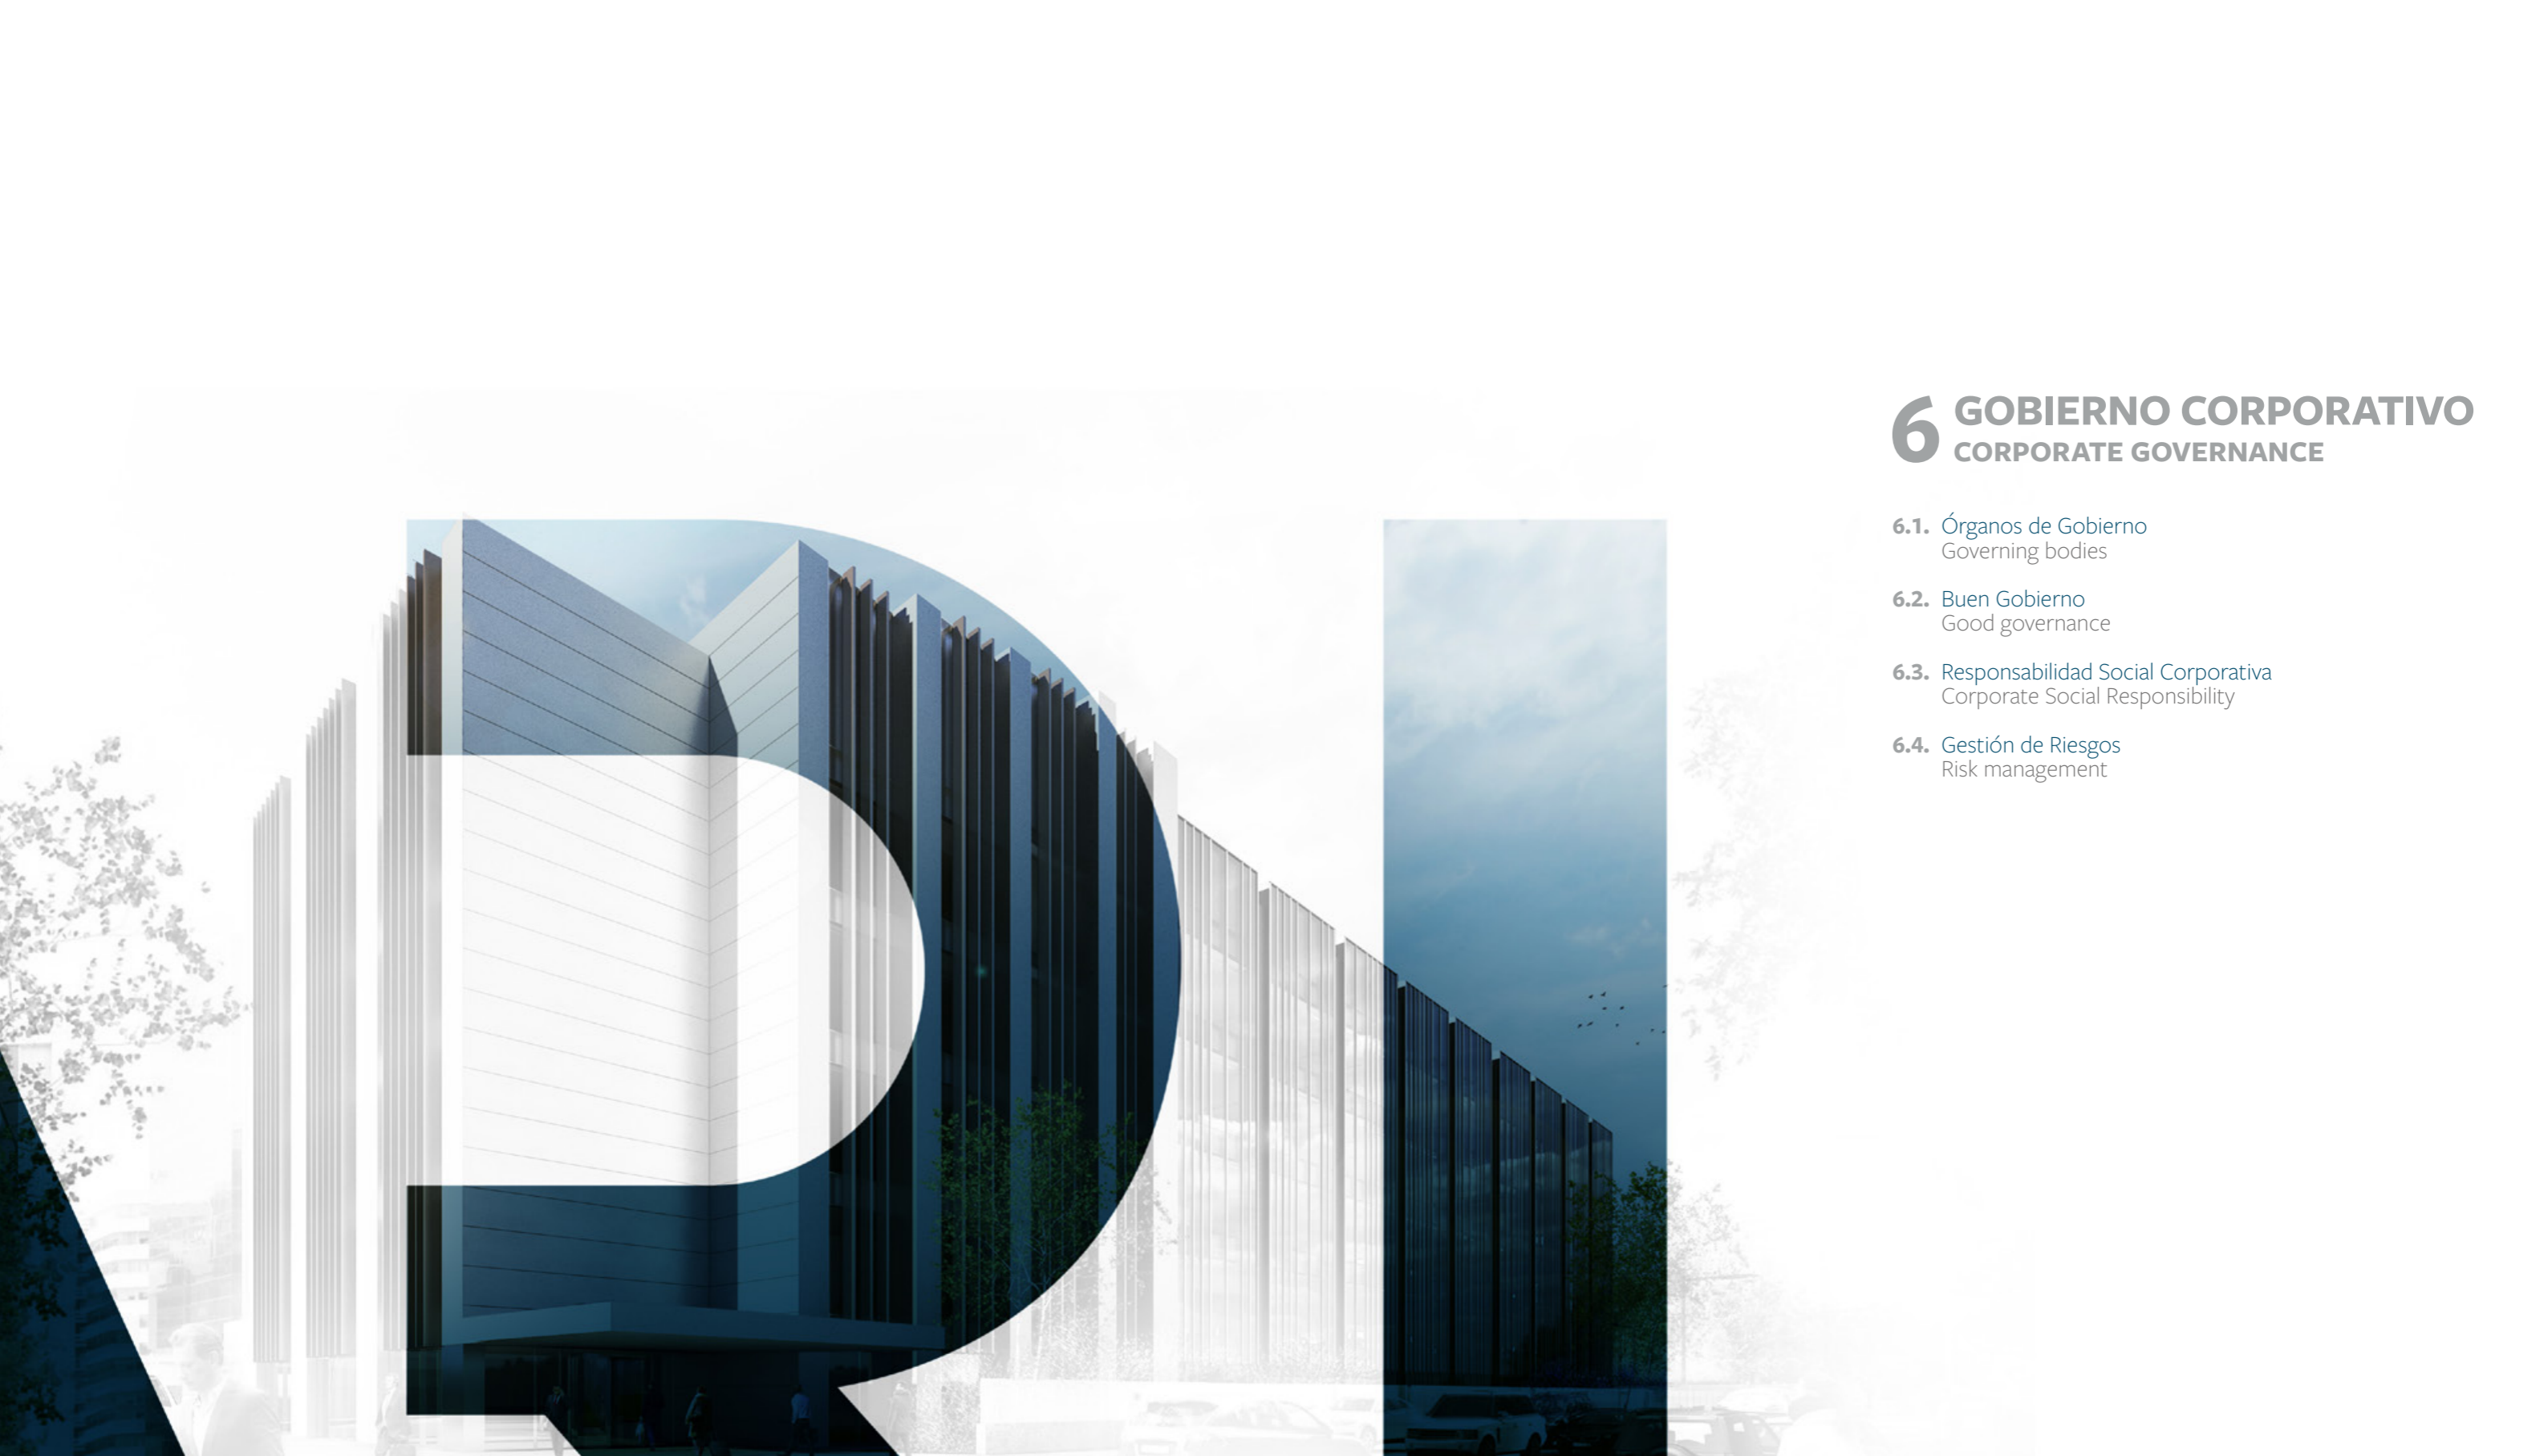 6 GOBIERNO CORPORATIVO
CORPORATE GOVERNANCE
6.1. Órganos de Gobierno
Governing bodies
6.2. Buen Gobierno
Good governance
6.3. Responsabilidad Social Corporativa
Corporate Social Responsibility
6.4. Gestión de Riesgos
Risk management